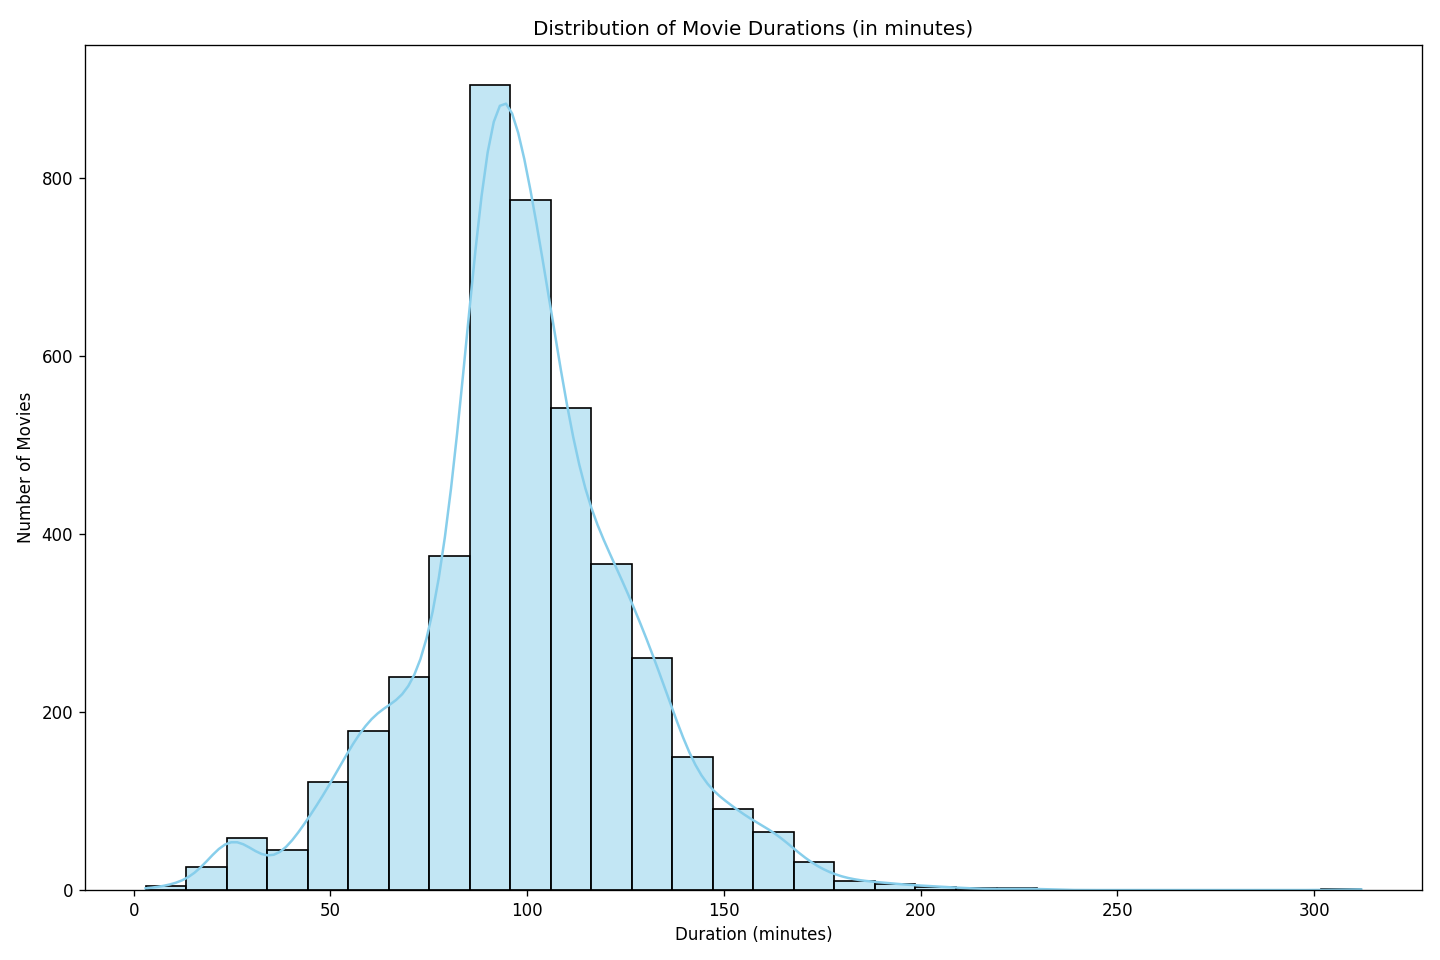 Distribution of Movie Durations (in minutes)
Number of Movies
800
600
400
200
0
0 50 100 150 200 250 300
Duration (minutes)